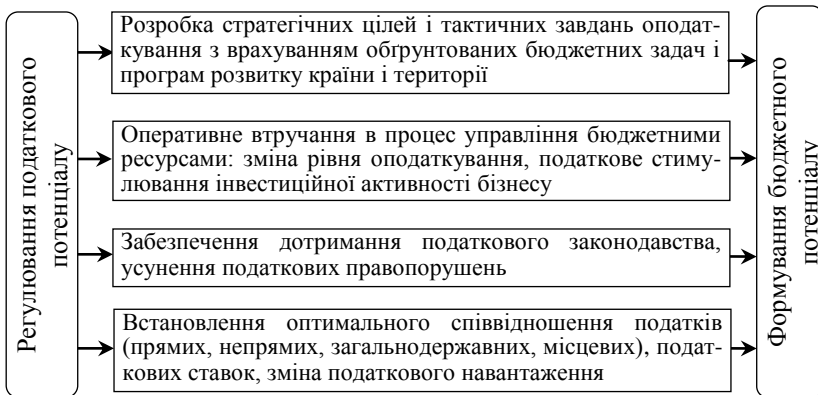 Регулювання податкового
потенціалу
Розробка стратегічних цілей і тактичних завдань оподат-
кування з врахуванням обґрунтованих бюджетних задач і
програм розвитку країни і території
Оперативне втручання в процес управління бюджетними
ресурсами: зміна рівня оподаткування, податкове стиму-
лювання інвестиційної активності бізнесу
Забезпечення дотримання податкового законодавства,
усунення податкових правопорушень
Встановлення оптимального співвідношення податків
(прямих, непрямих, загальнодержавних, місцевих), подат-
кових ставок, зміна податкового навантаження
Формування бюджетного
потенціалу